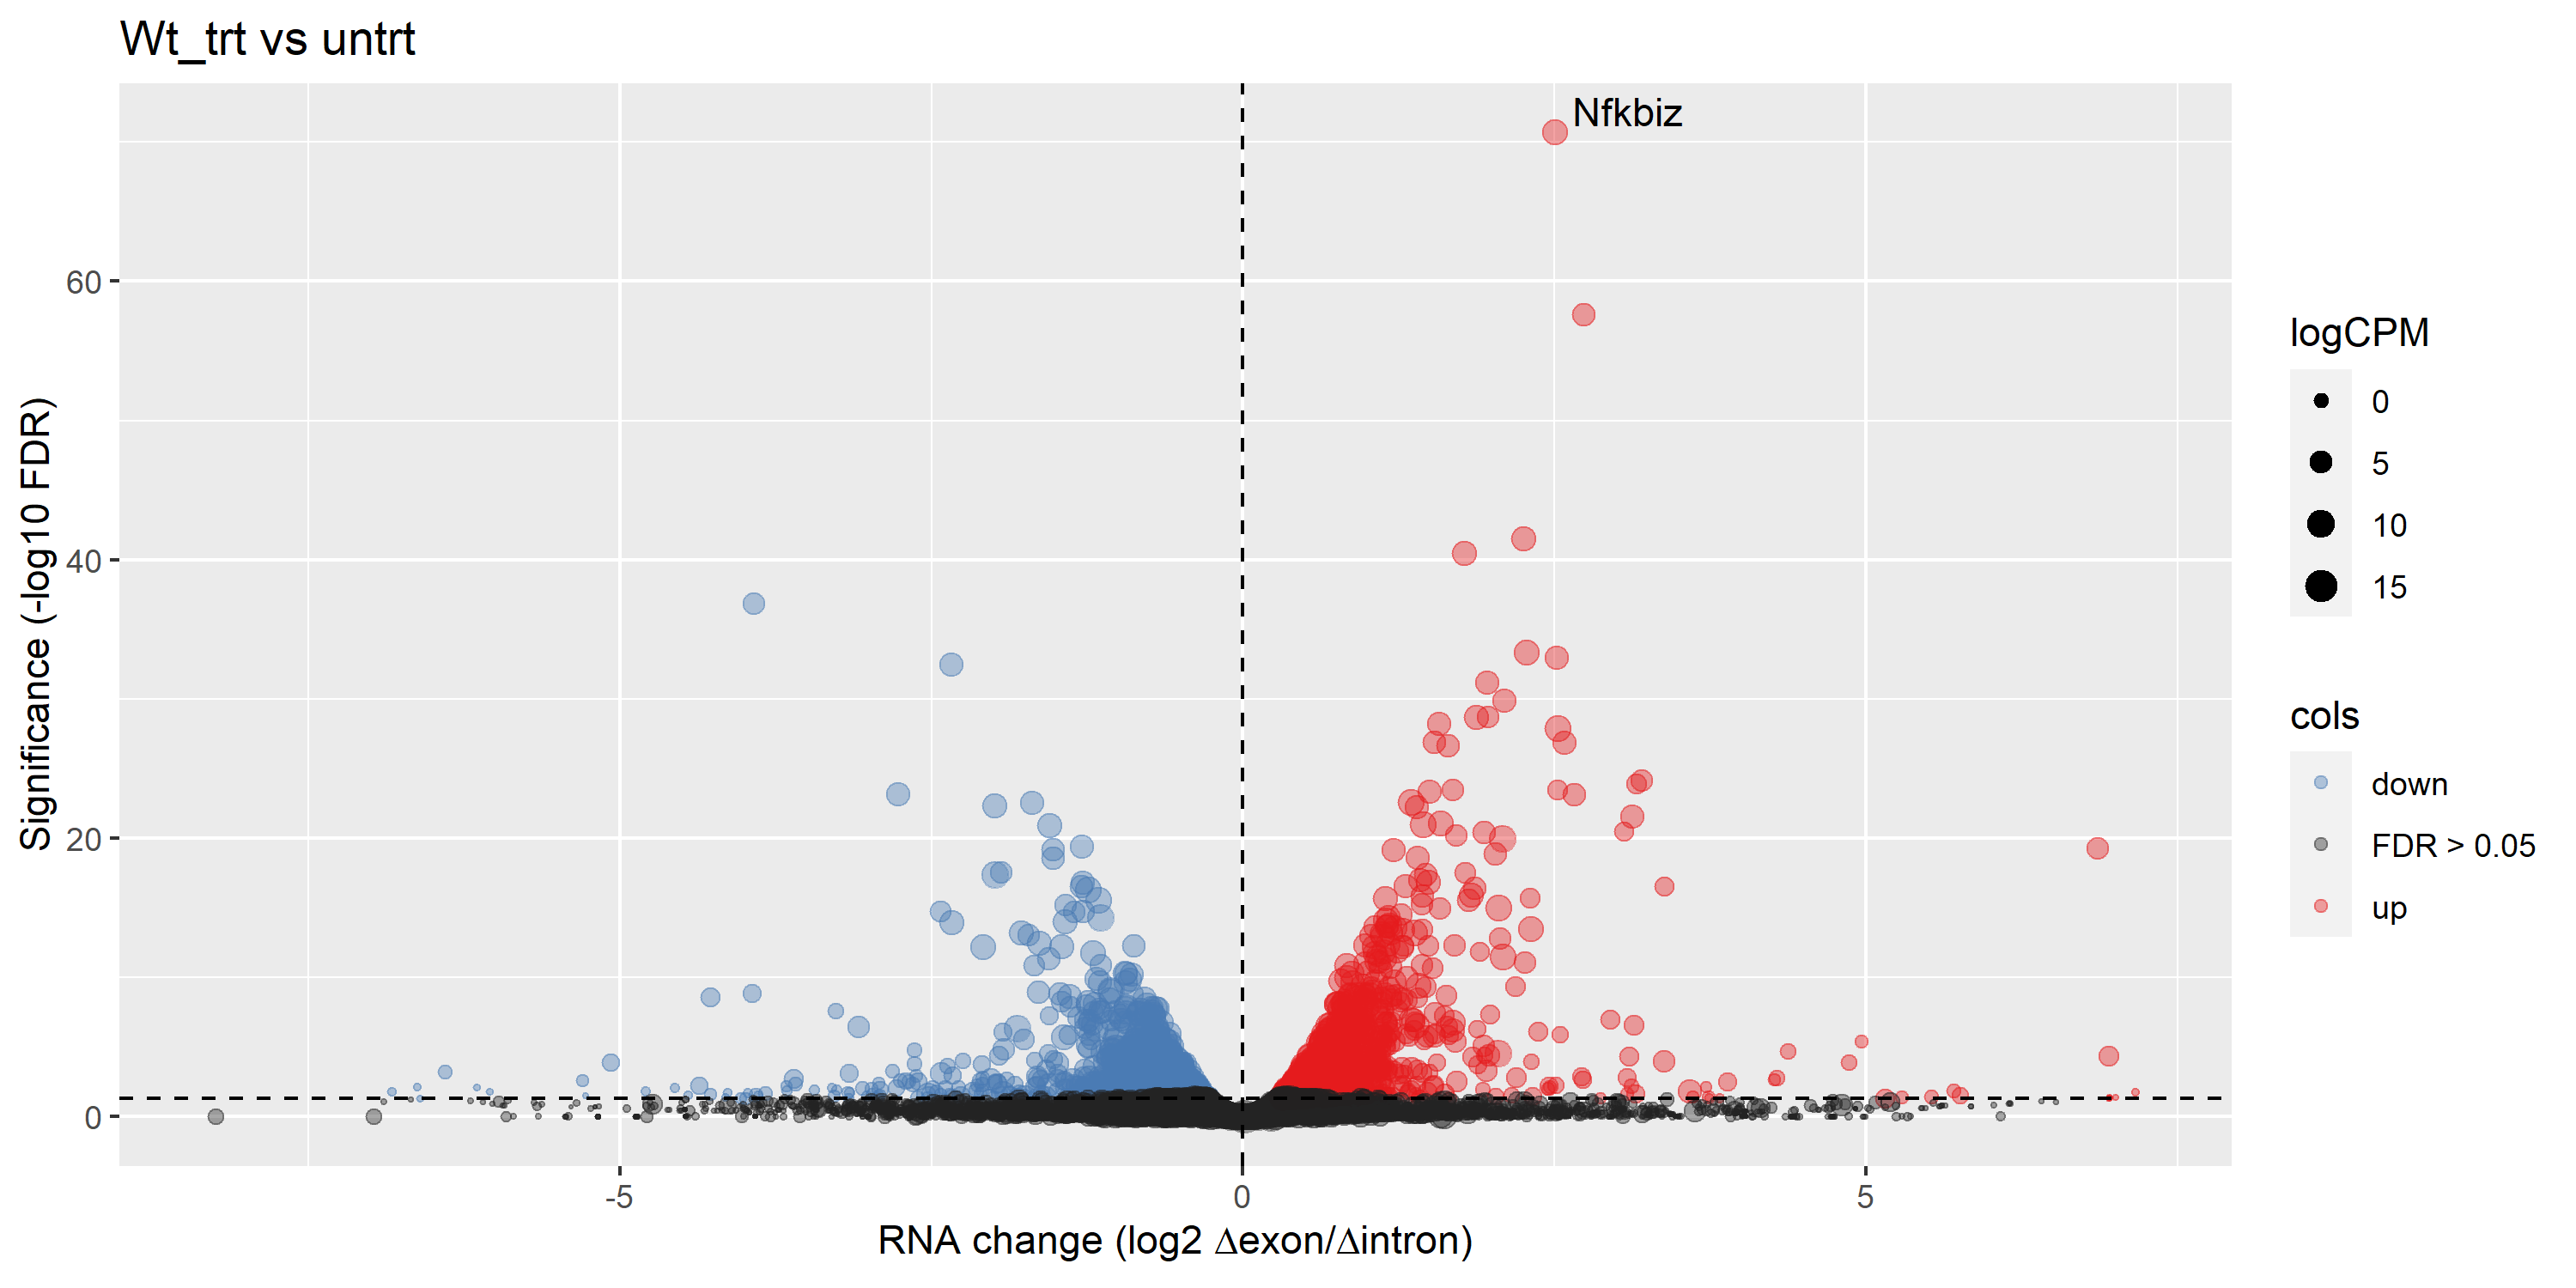 Wt_trt vs untrt
Nfkbiz
Significance (-log10 FDR)
60
40
20
0
-5
0
5
RNA change (log2 Δexon/Δintron)
logCPM
0
5
10
15
cols
down
FDR > 0.05
up